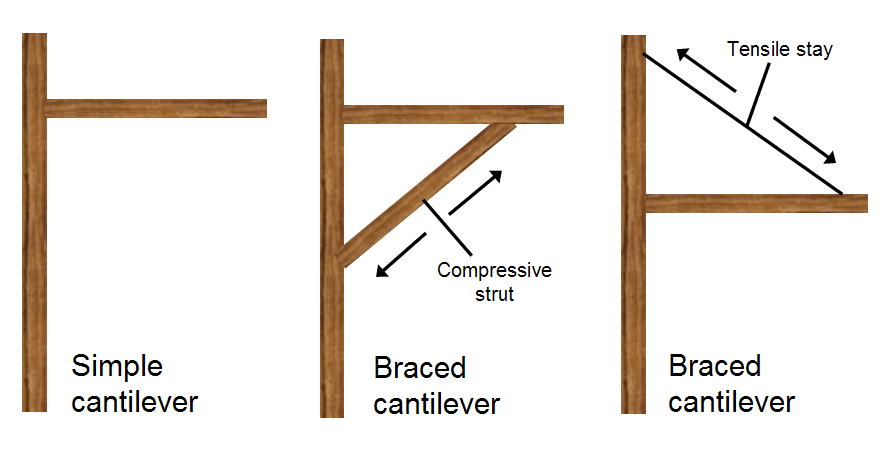 Tensile stay
Compressive
strut
Simple
cantilever
Braced
cantilever
Braced
cantilever